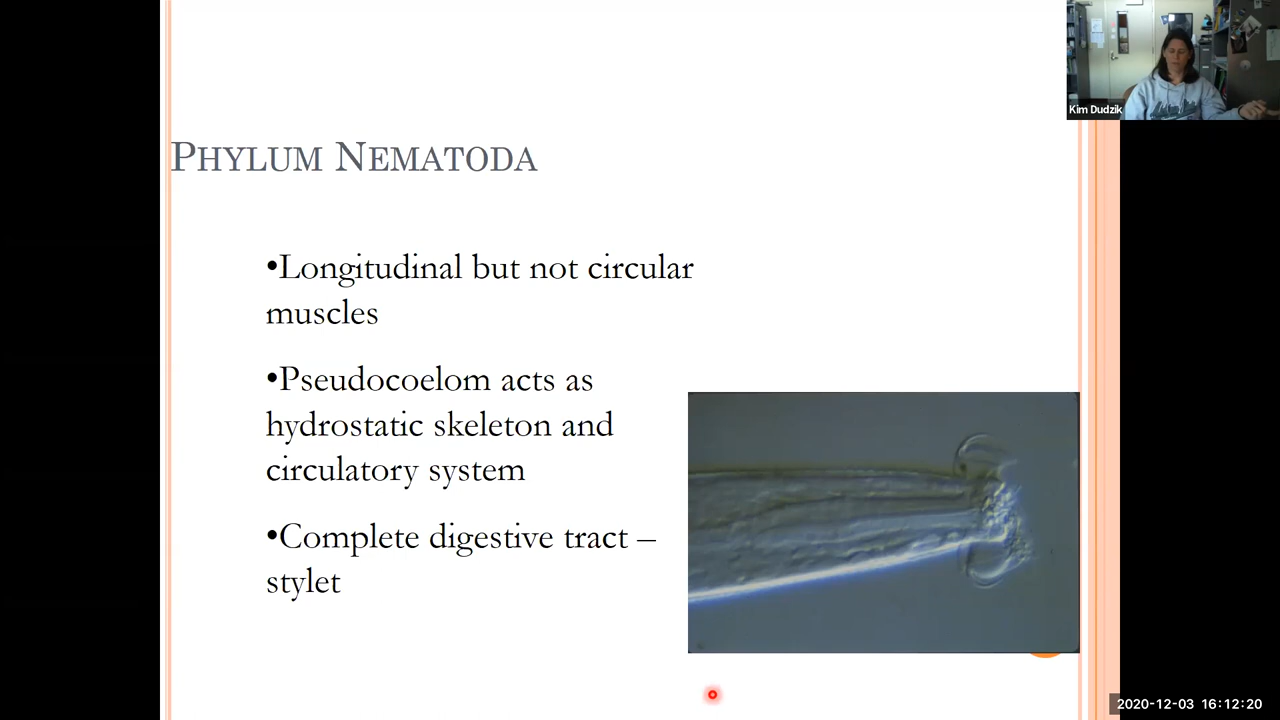 Kim Dudzik
PHYLUM NEMATODA
•Longitudinal but not circular
muscles
•Pseudocoelom acts as
hydrostatic skeleton and
circulatory system
•Complete digestive tract –
stylet
2020-12-03 16:12:20